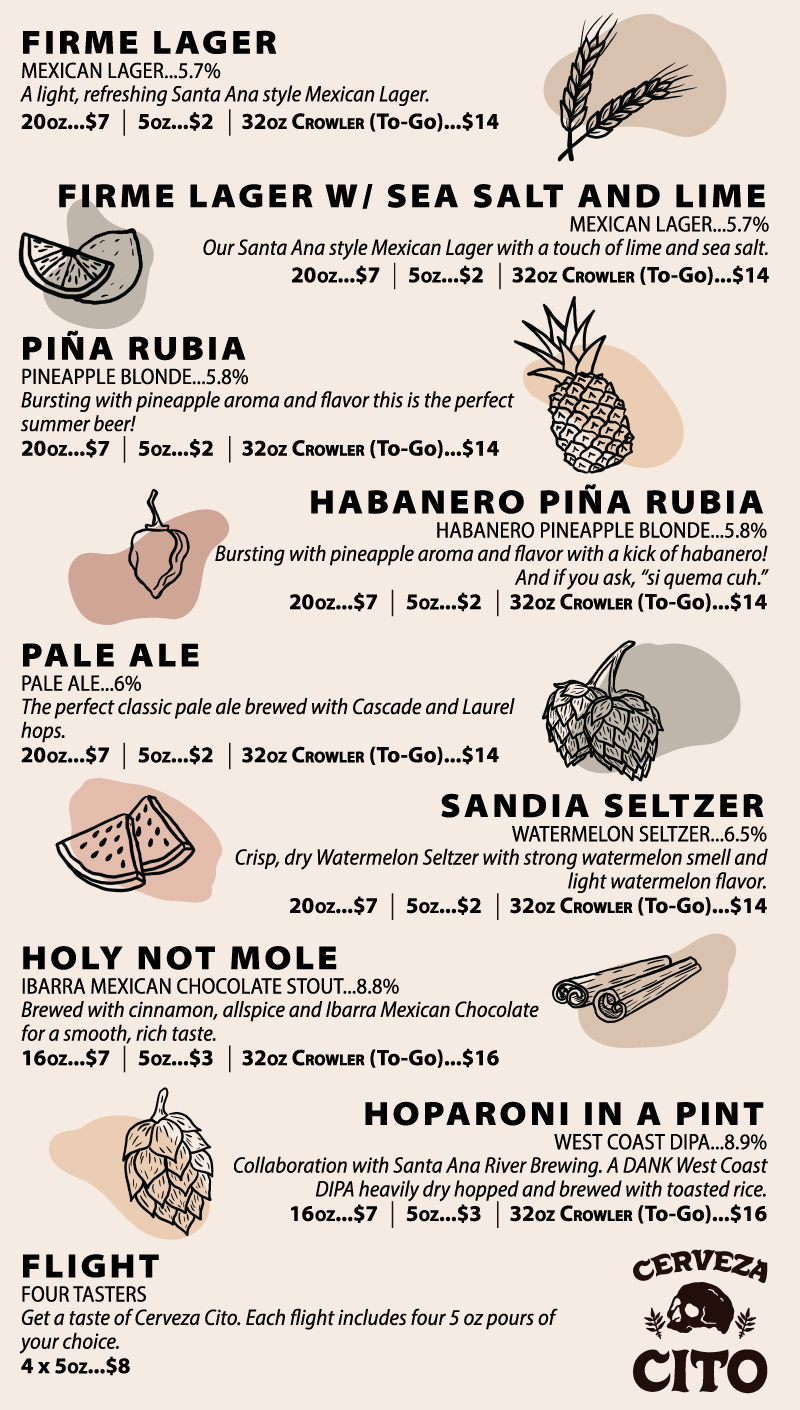 FIRME LAGER
MEXICAN LAGER...5.7%
A light, refreshing Santa Ana style Mexican Lager.
20oz...$7 | 5oz...$2 | 32oz Crowler (To-Go)...$14
FIRME LAGER W/ SEA SALT AND LIME
MEXICAN LAGER...5.7%
Our Santa Ana style Mexican Lager with a touch of lime and sea salt.
20oz...$7 | 5oz...$2 | 32oz Crowler (To-Go)...$14
PIÑA RUBIA
PINEAPPLE BLONDE...5.8%
Bursting with pineapple aroma and flavor this is the perfect
summer beer!
20oz...$7 | 5oz...$2 | 32oz Crowler (To-Go)...$14
HABANERO PIÑA RUBIA
HABANERO PINEAPPLE BLONDE...5.8%
Bursting with pineapple aroma and flavor with a kick of habanero!
And if you ask, “si quema cuh.”
20oz...$7 | 5oz...$2 | 32oz Crowler (To-Go)...$14
PALE ALE
PALE ALE...6%
The perfect classic pale ale brewed with Cascade and Laurel
hops.
20oz...$7 | 5oz...$2 | 32oz Crowler (To-Go)...$14
SANDIA SELTZER
WATERMELON SELTZER...6.5%
Crisp, dry Watermelon Seltzer with strong watermelon smell and
light watermelon flavor.
20oz...$7 | 5oz...$2 | 32oz Crowler (To-Go)...$14
HOLY NOT MOLE
IBARRA MEXICAN CHOCOLATE STOUT...8.8%
Brewed with cinnamon, allspice and Ibarra Mexican Chocolate
for a smooth, rich taste.
16oz...$7 | 5oz...$3 | 32oz Crowler (To-Go)...$16
HOPARONI IN A PINT
WEST COAST DIPA...8.9%
Collaboration with Santa Ana River Brewing. A DANK West Coast
DIPA heavily dry hopped and brewed with toasted rice.
16oz...$7 | 5oz...$3 | 32oz Crowler (To-Go)...$16
FLIGHT
FOUR TASTERS
Get a taste of Cerveza Cito. Each flight includes four 5 oz pours of
your choice.
4 x 5oz...$8
CERVEZA
CITO